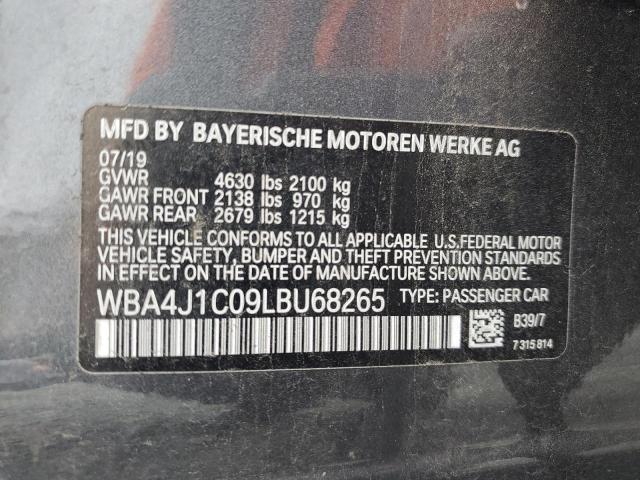 MFD BY BAYERISCHE MOTOREN WERKE AG
07/19
GVWR 4630 lbs 2100 kg
GAWR FRONT 2138 lbs 970 kg
GAWR REAR 2679 lbs 1215 kg
THIS VEHICLE CONFORMS TO ALL APPLICABLE U.S.FEDERAL MOTOR
VEHICLE SAFETY, BUMPER AND THEFT PREVENTION
STANDARDS IN EFFECT ON THE DATE OF MANUFACTURE SHOWN ABOVE.
WBA4J1C09LBU68265 TYPE: PASSENGER CAR
B39/7
7315814